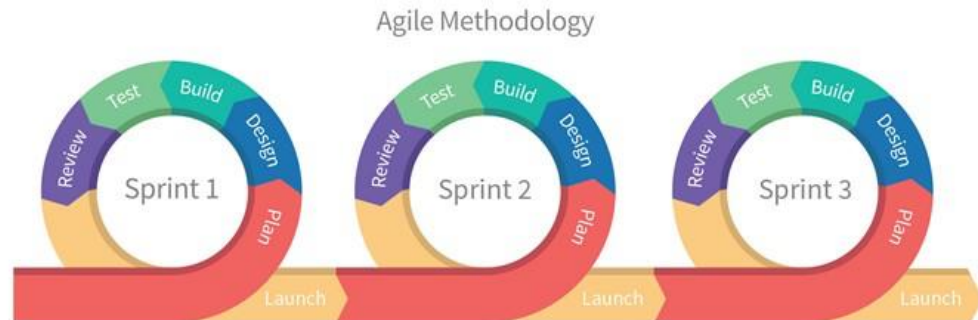 Agile Methodology
Test
Build
Review
Design
Sprint 1
Plan
Launch
Test
Build
Review
Design
Sprint 2
Plan
Launch
Test
Build
Review
Design
Sprint 3
Plan
Launch